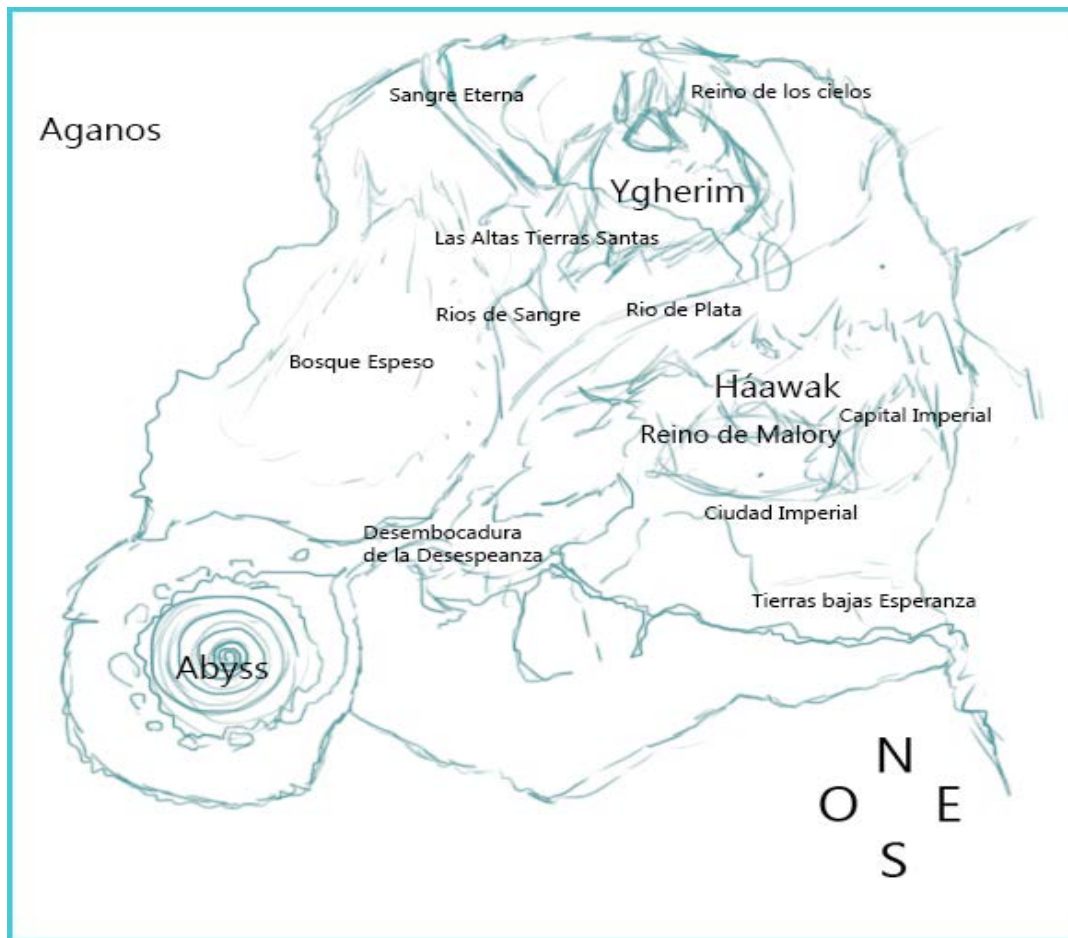 Sangre Eterna
Reino de los cielos
Aganos
Ygherim
Las Altas Tierras Santas
Rios de Sangre
Rio de Plata
Bosque Espeso
Háawak
Capital Imperial
Reino de Malory
Ciudad Imperial
Desembocadura
de la Desespeanza
Tierras bajas Esperanza
Abyss
N
O E
S